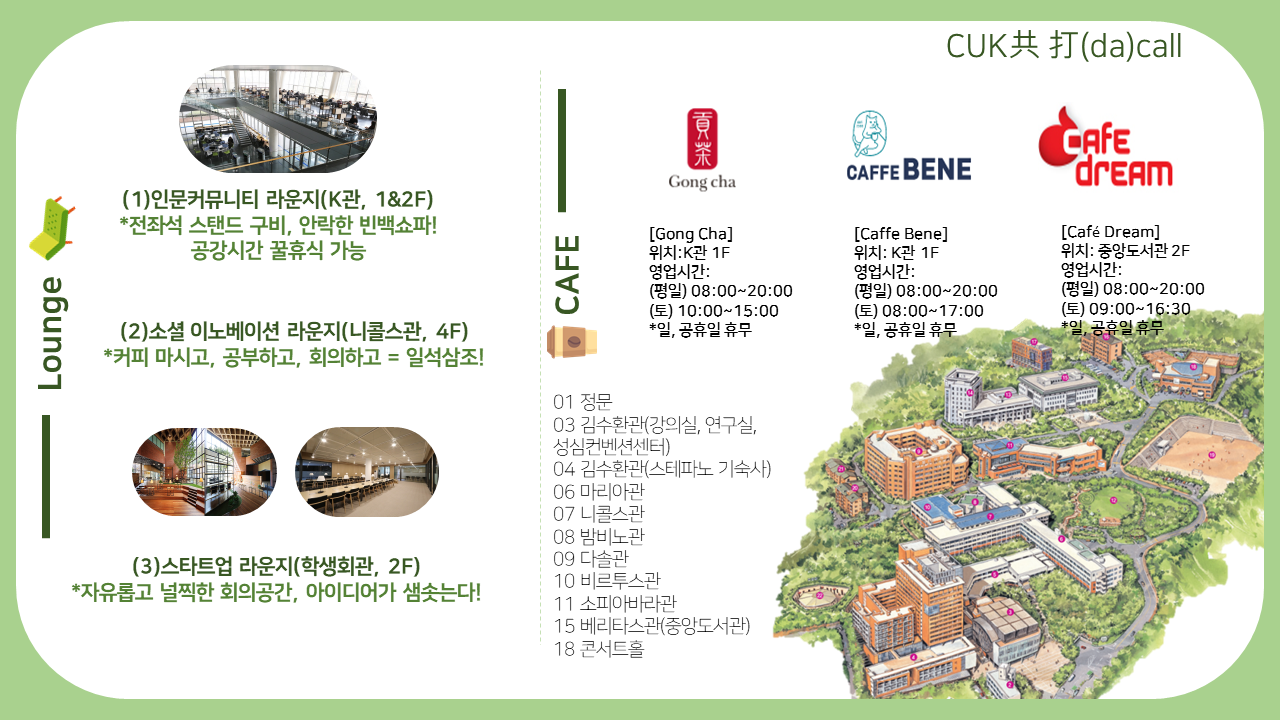 CUK共 打(da)call
Lounge
(1)인문커뮤니티 라운지(K관, 1&2F)
*전좌석 스탠드 구비, 안락한 빈백쇼파!
공강시간 꿀휴식 가능
(2)소셜 이노베이션 라운지(니콜스관, 4F)
*커피 마시고, 공부하고, 회의하고 = 일석삼조!
(3)스타트업 라운지(학생회관, 2F)
*자유롭고 널찍한 회의공간, 아이디어가 샘솟는다!
CAFE
貢茶
Gong cha
[Gong Cha]
위치:K관 1F
영업시간:
(평일) 08:00~20:00
(토) 10:00~15:00
*일, 공휴일 휴무
CAFFE BENE
[Caffe Bene]
위치: K관 1F
영업시간:
(평일) 08:00~20:00
(토) 08:00~17:00
*일, 공휴일 휴무
CAFE
DREAM
[Café Dream]
위치: 중앙도서관 2F
영업시간:
(평일) 08:00~20:00
(토) 09:00~16:30
*일, 공휴일 휴무
01 정문
03 김수환관(강의실, 연구실,
성심컨벤션센터)
04 김수환관(스테파노 기숙사)
06 마리아관
07 니콜스관
08 밤비노관
09 다솔관
10 비르투스관
11 소피아바라관
15 베리타스관(중앙도서관)
18 콘서트홀